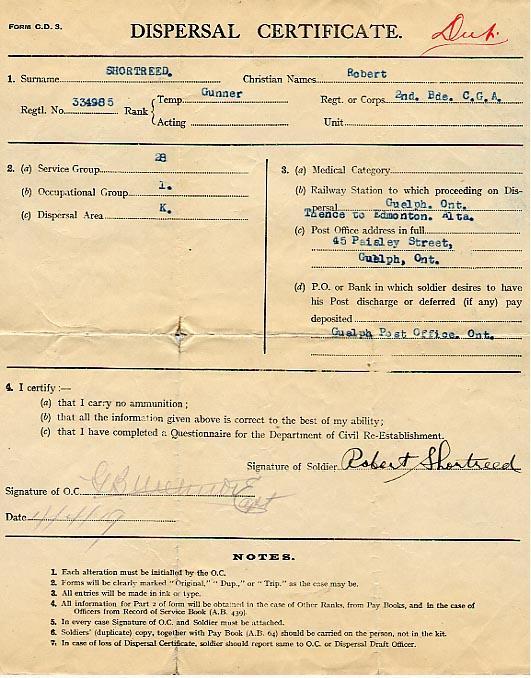 FORM C.D. 3.
DISPERSAL CERTIFICATE.
Dup.
1. Surname SHORTREED. Christian Names Robert
Regtl. No. 334985 Rank { Temp. Gunner Regt. or Corps. 2nd. Bde. C.G.A.
Acting Unit
2. (a) Service Group 28
(b) Occupational Group 1.
(c) Dispersal Area K.
3. (a) Medical Category
(b) Railway Station to which proceeding on Dis-
persal Guelph. Ont.
Thence to Edmonton. Alta.
(c) Post Office address in full
45 Paisley Street,
Guelph, Ont.
(d) P.O. or Bank in which soldier desires to have
his Post discharge or deferred (if any) pay
deposited
Guelph Post Office. Ont.
4. I certify :—
(a) that I carry no ammunition ;
(b) that all the information given above is correct to the best of my ability;
(c) that I have completed a Questionnaire for the Department of Civil Re-Establishment.
Signature of Soldier Robert Shortreed
Signature of O.C. Capt
Date 4/4/19
NOTES.
1. Each alteration must be initialled by the O.C.
2. Forms will be clearly marked "Original," "Dup.," or "Trip." as the case may be.
3. All entries will be made in ink or type.
4. All information for Part 2 of form will be obtained in the case of Other Ranks, from Pay Books, and in the case of
Officers from Record of Service Book (A.B. 439).
5. In every case Signature of O.C. and Soldier must be attached.
6. Soldiers' (duplicate) copy, together with Pay Book (A.B. 64) should be carried on the person, not in the kit.
7. In case of loss of Dispersal Certificate, soldier should report same to O.C. or Dispersal Draft Officer.